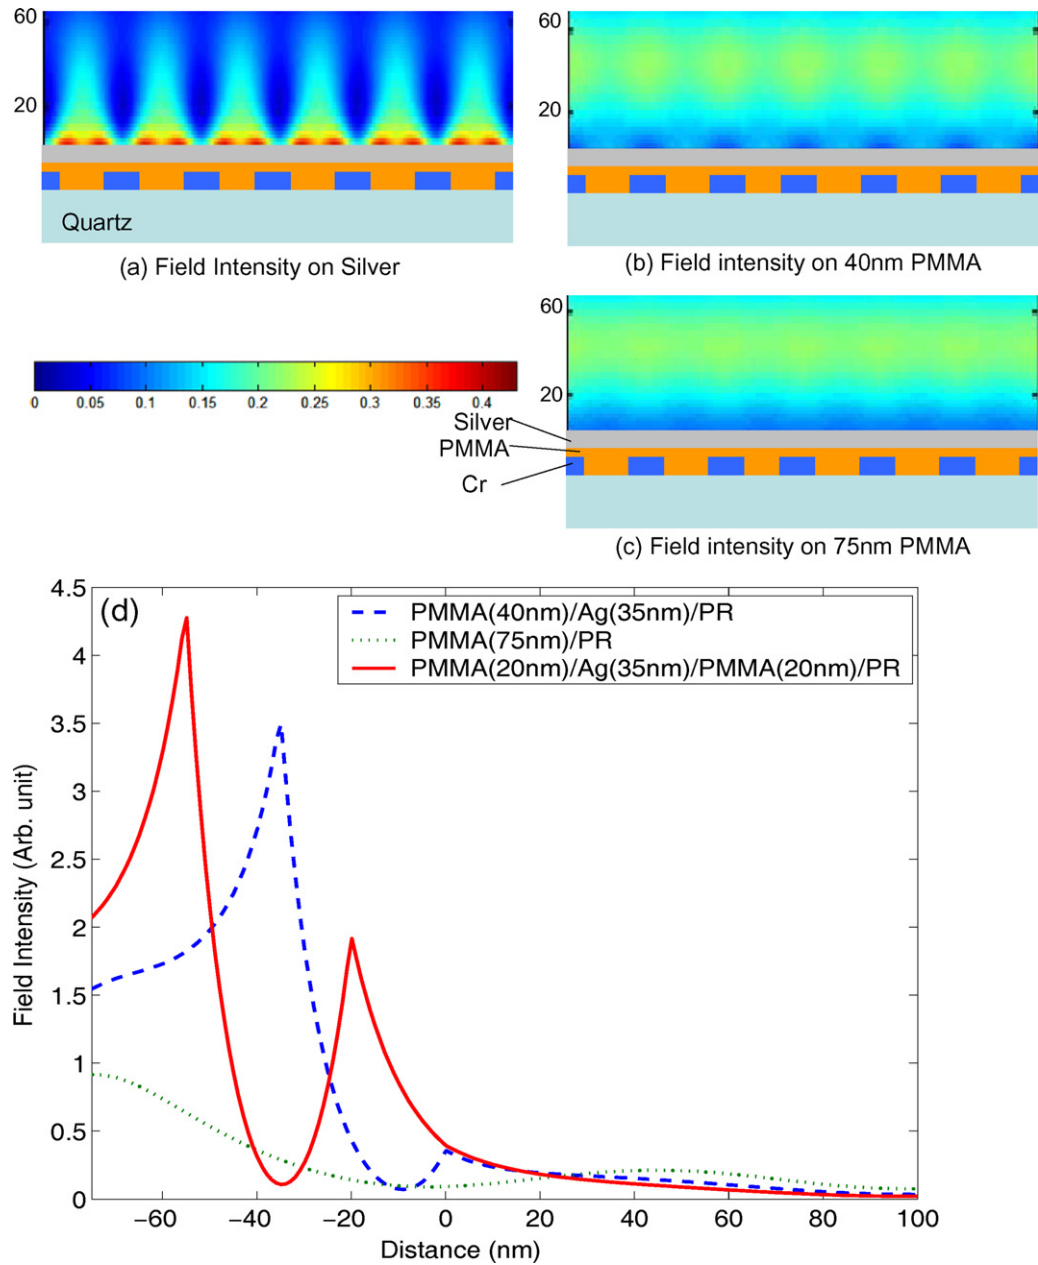 60
20
Quartz
(a) Field Intensity on Silver
60
20
(b) Field intensity on 40nm PMMA
0 0.05 0.1 0.15 0.2 0.25 0.3 0.35 0.4
60
20
Silver
PMMA
Cr
(c) Field intensity on 75nm PMMA
(d)
PMMA(40nm)/Ag(35nm)/PR
PMMA(75nm)/PR
PMMA(20nm)/Ag(35nm)/PMMA(20nm)/PR
Field Intensity (Arb. unit)
4.5
4
3.5
3
2.5
2
1.5
1
0.5
0
−60 −40 −20 0 20 40 60 80 100
Distance (nm)